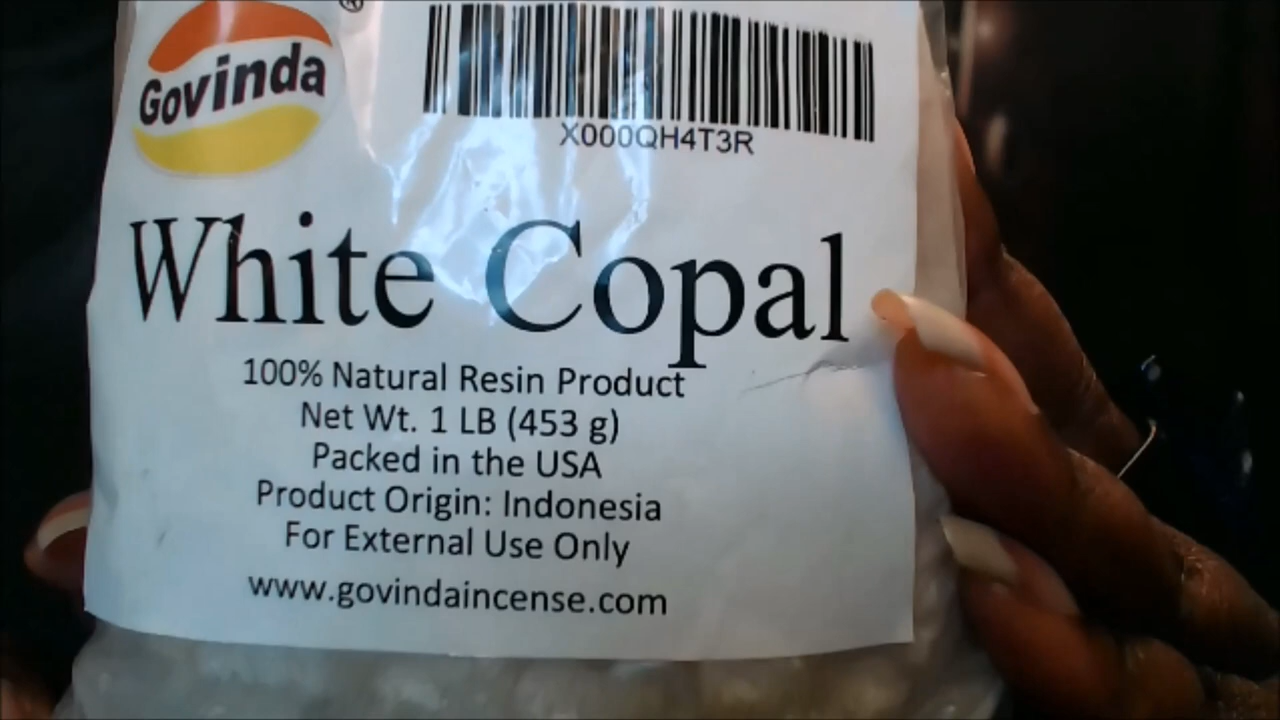 Govinda ®
X000QH4T3R
White Copal
100% Natural Resin Product
Net Wt. 1 LB (453 g)
Packed in the USA
Product Origin: Indonesia
For External Use Only
www.govindaincense.com